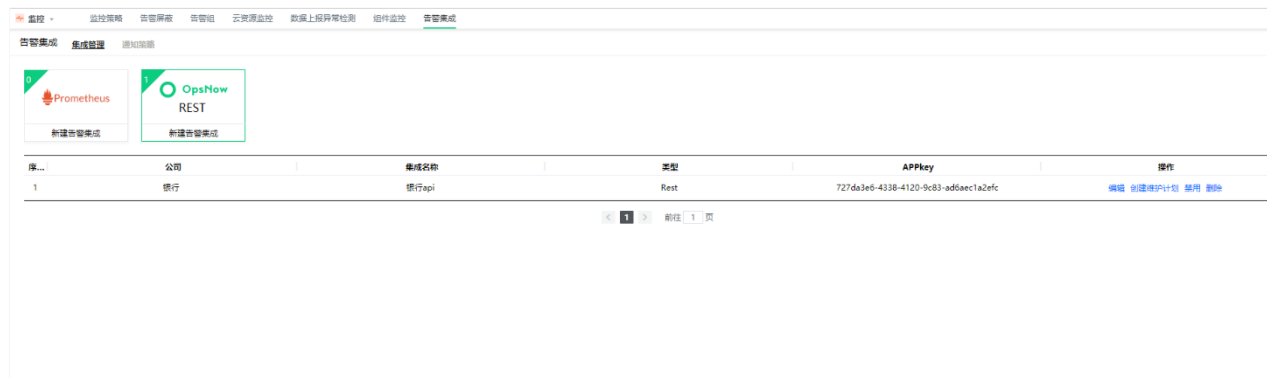 监控 监控策略 告警屏蔽 告警组 云资源监控 数据上报异常检测 组件监控 告警集成
告警集成 集成管理 通知策略
0 1
Prometheus OpsNow
REST
新建告警集成 新建告警集成
序... 公司 集成名称 类型 APPkey 操作
1 银行 银行api Rest 727da3e6-4338-4120-9c83-ad6aec1a2efc 编辑 创建维护计划 禁用 删除
< 1 > 前往 1 页